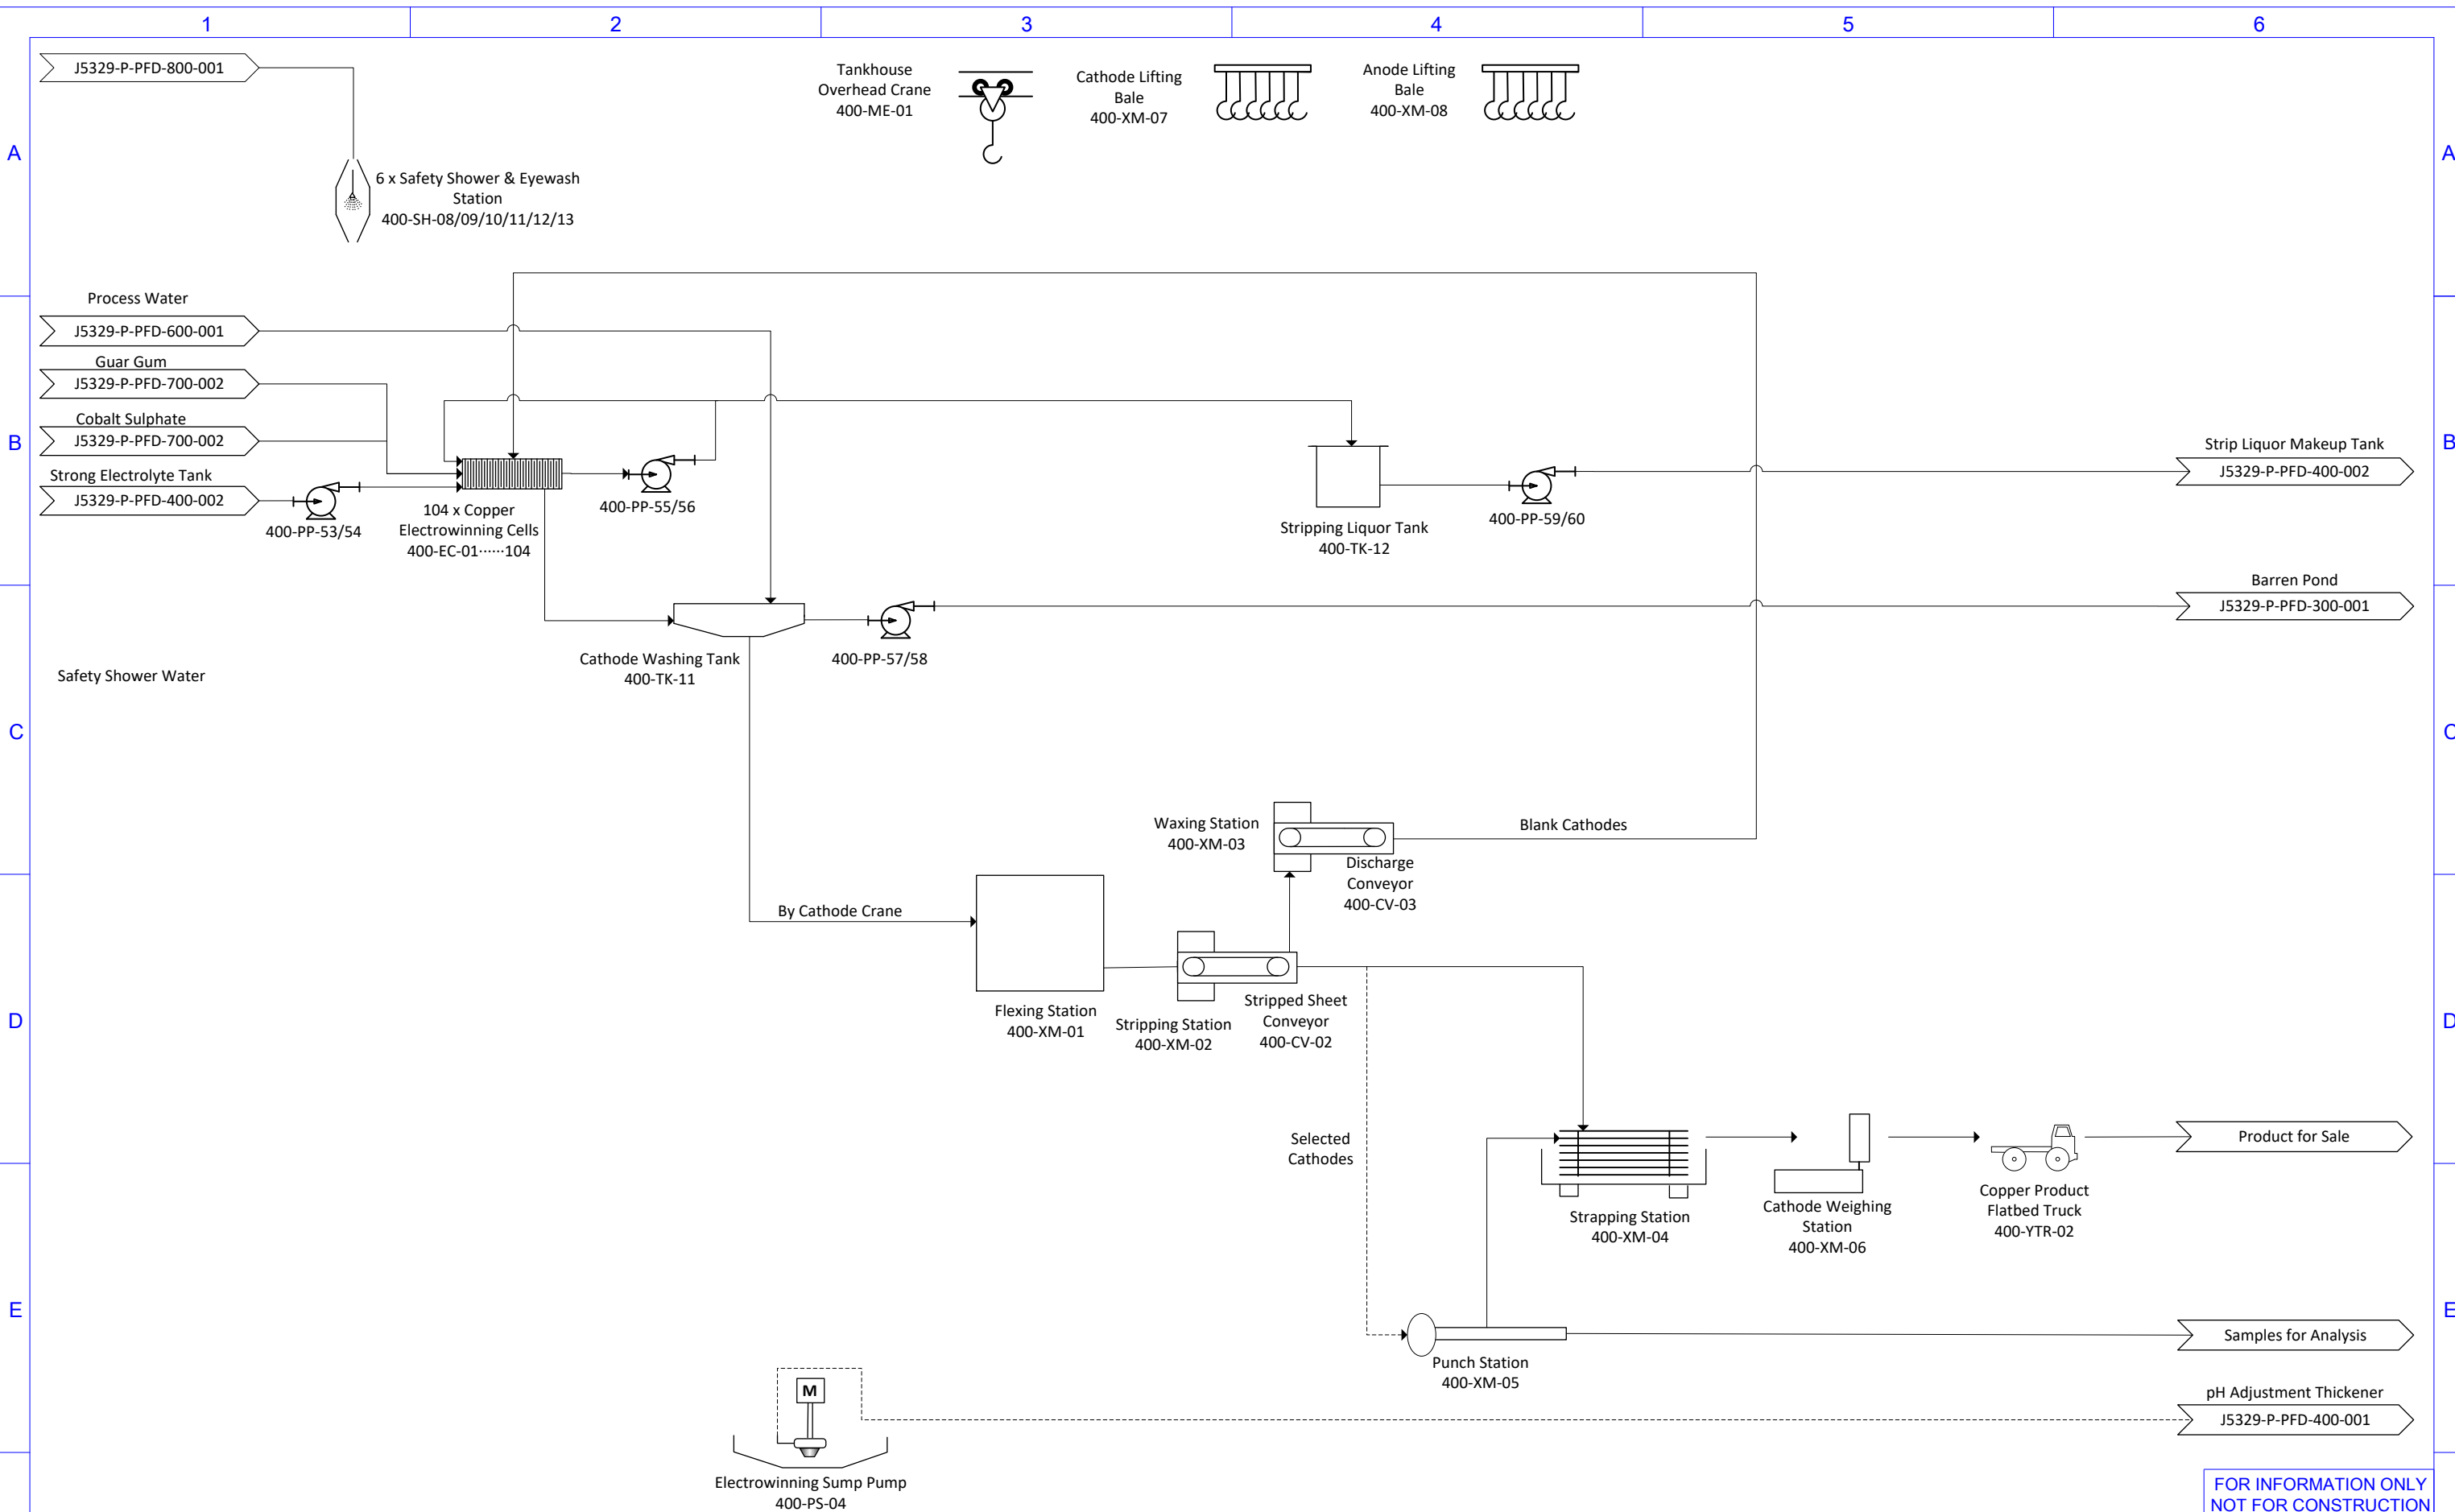 1
2
3
4
5
6
J5329-P-PFD-800-001
Tankhouse
Overhead Crane
400-ME-01
Cathode Lifting
Bale
400-XM-07
Anode Lifting
Bale
400-XM-08
A
A
6 x Safety Shower & Eyewash
Station
400-SH-08/09/10/11/12/13
Process Water
J5329-P-PFD-600-001
Guar Gum
J5329-P-PFD-700-002
Cobalt Sulphate
J5329-P-PFD-700-002
B
B
Strong Electrolyte Tank
J5329-P-PFD-400-002
400-PP-53/54
104 x Copper
Electrowinning Cells
400-EC-01······104
400-PP-55/56
Stripping Liquor Tank
400-TK-12
400-PP-59/60
Strip Liquor Makeup Tank
J5329-P-PFD-400-002
Barren Pond
J5329-P-PFD-300-001
Cathode Washing Tank
400-TK-11
400-PP-57/58
Safety Shower Water
C
C
Waxing Station
400-XM-03
Blank Cathodes
Discharge
Conveyor
400-CV-03
By Cathode Crane
Flexing Station
400-XM-01
Stripping Station
400-XM-02
Stripped Sheet
Conveyor
400-CV-02
D
D
Selected
Cathodes
Strapping Station
400-XM-04
Cathode Weighing
Station
400-XM-06
Copper Product
Flatbed Truck
400-YTR-02
Product for Sale
E
E
Punch Station
400-XM-05
Samples for Analysis
M
pH Adjustment Thickener
J5329-P-PFD-400-001
Electrowinning Sump Pump
400-PS-04
FOR INFORMATION ONLY
NOT FOR CONSTRUCTION